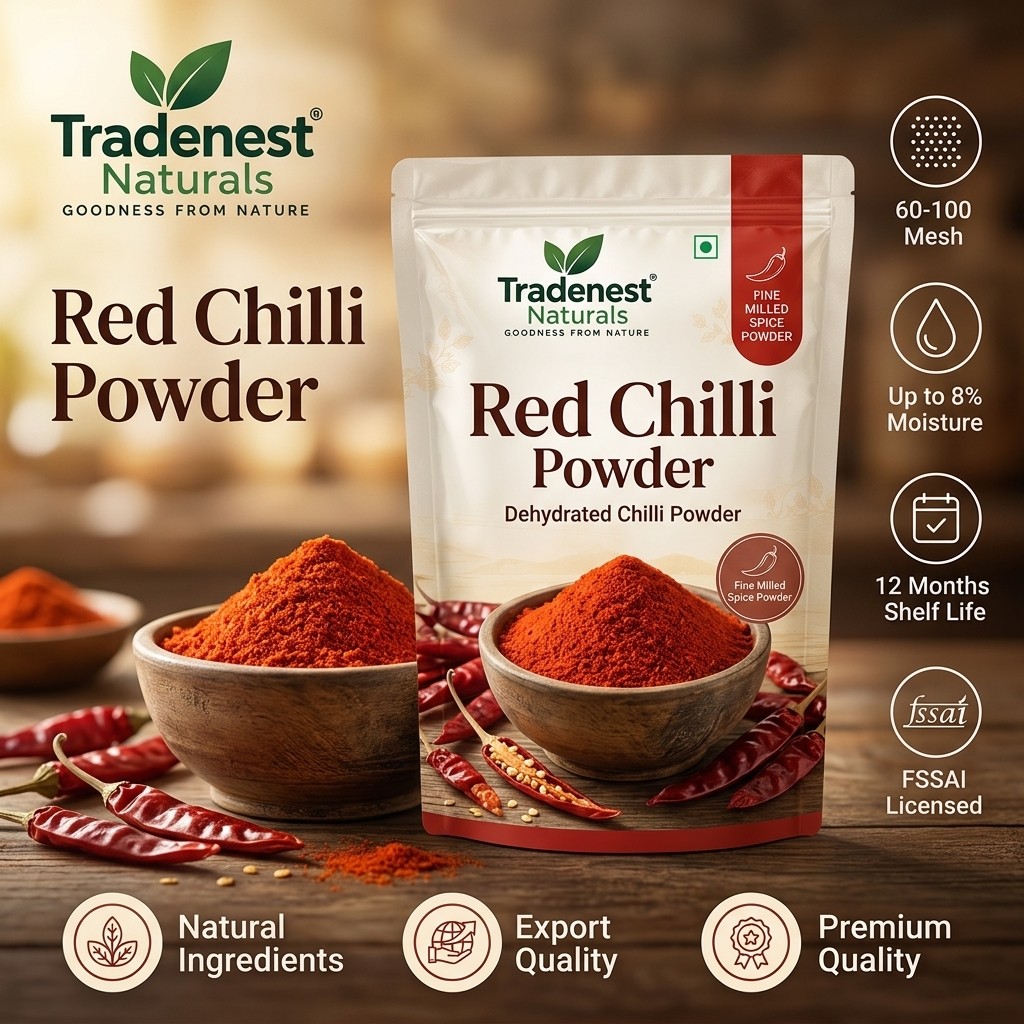 Tradenest®
Naturals
GOODNESS FROM NATURE
Red Chilli
Powder
Tradenest®
Naturals
GOODNESS FROM NATURE
FINE
MILLED
SPICE
POWDER
Red Chilli
Powder
Dehydrated Chilli Powder
Fine Milled
Spice Powder
60-100
Mesh
Up to 8%
Moisture
12 Months
Shelf Life
fssai
FSSAI
Licensed
Natural
Ingredients
Export
Quality
Premium
Quality